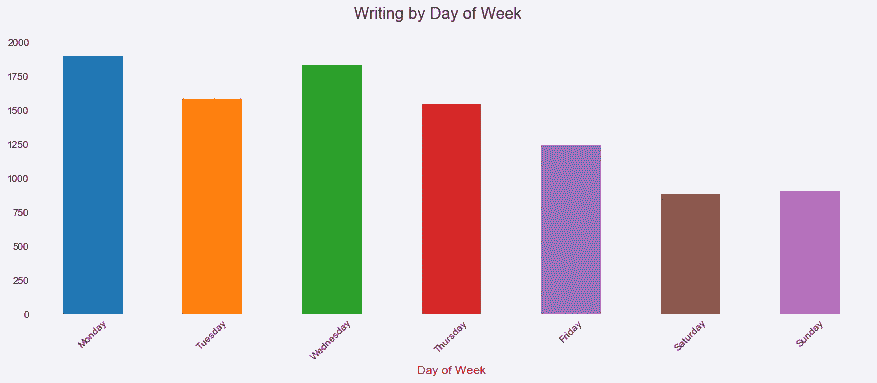 Writing by Day of Week
2000
1750
1500
1250
1000
750
500
250
0
Monday
Tuesday
Wednesday
Thursday
Friday
Saturday
Sunday
Day of Week